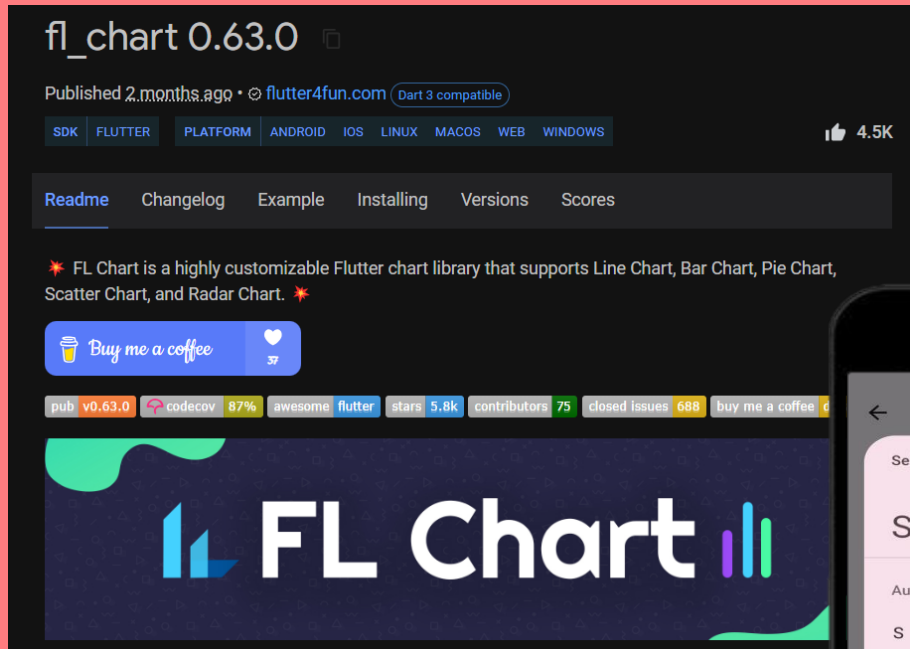 fl_chart 0.63.0
Published 2 months ago • flutter4fun.com Dart 3 compatible
SDK FLUTTER PLATFORM ANDROID IOS LINUX MACOS WEB WINDOWS
4.5K
Readme Changelog Example Installing Versions Scores
FL Chart is a highly customizable Flutter chart library that supports Line Chart, Bar Chart, Pie Chart,
Scatter Chart, and Radar Chart.
Buy me a coffee 37
pub v0.63.0 codecov 87% awesome flutter stars 5.8k contributors 75 closed issues 688 buy me a coffee d
FL Chart
Se
S
Au
S